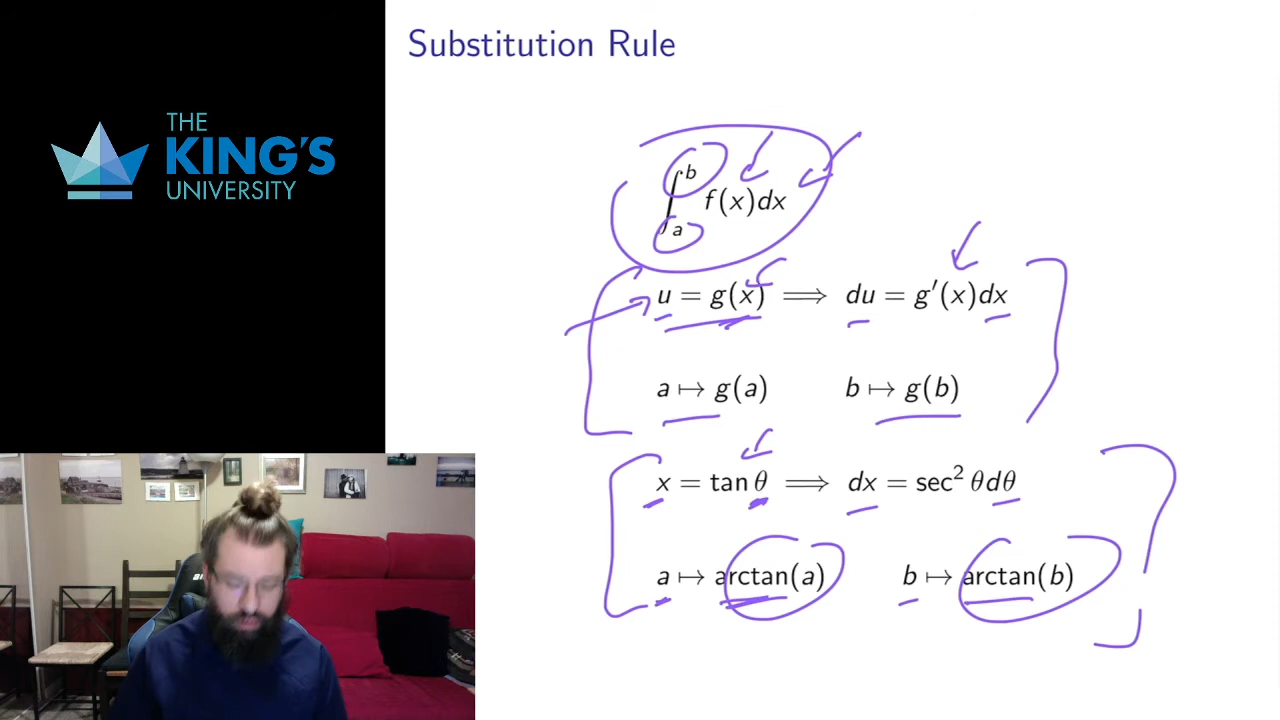 THE
KING'S
UNIVERSITY
Substitution Rule
∫_a^b f(x)dx
u = g(x) ⟹ du = g′(x)dx
a ↦ g(a) b ↦ g(b)
x = tan θ ⟹ dx = sec² θdθ
a ↦ arctan(a) b ↦ arctan(b)